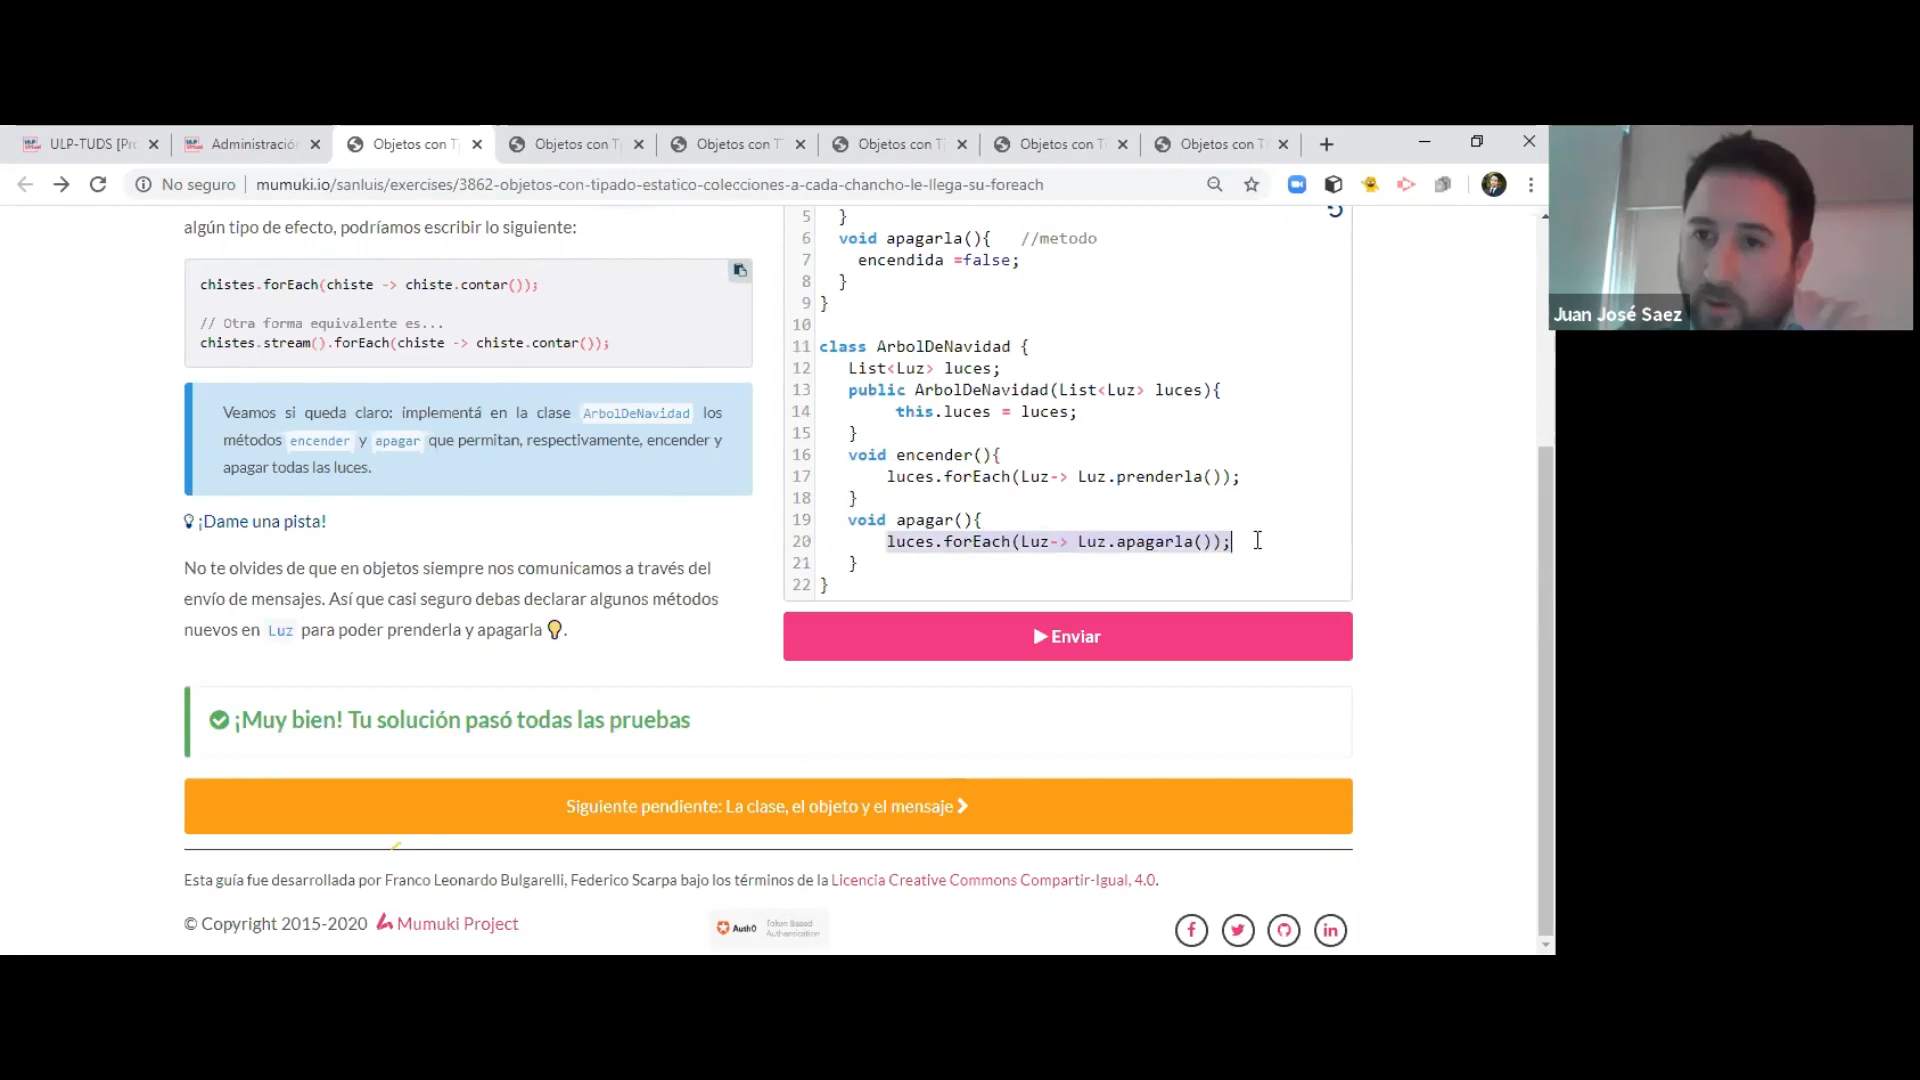 ULP-TUDS [Pr
Administració
Objetos con T
Objetos con T
Objetos con T
Objetos con T
Objetos con T
Objetos con T
No seguro
mumuki.io/sanluis/exercises/3862-objetos-con-tipado-estatico-colecciones-a-cada-chancho-le-llega-su-foreach
algún tipo de efecto, podríamos escribir lo siguiente:
chistes.forEach(chiste -> chiste.contar());
// Otra forma equivalente es...
chistes.stream().forEach(chiste -> chiste.contar());
Veamos si queda claro: implementá en la clase ArbolDeNavidad los
métodos encender y apagar que permitan, respectivamente, encender y
apagar todas las luces.
¡Dame una pista!
No te olvides de que en objetos siempre nos comunicamos a través del
envío de mensajes. Así que casi seguro debas declarar algunos métodos
nuevos en Luz para poder prenderla y apagarla.
5 }
6 void apagarla(){ //metodo
7 encendida =false;
8 }
9 }
10
11 class ArbolDeNavidad {
12 List<Luz> luces;
13 public ArbolDeNavidad(List<Luz> luces){
14 this.luces = luces;
15 }
16 void encender(){
17 luces.forEach(Luz-> Luz.prenderla());
18 }
19 void apagar(){
20 luces.forEach(Luz-> Luz.apagarla());
21 }
22 }
Enviar
¡Muy bien! Tu solución pasó todas las pruebas
Siguiente pendiente: La clase, el objeto y el mensaje
Esta guía fue desarrollada por Franco Leonardo Bulgarelli, Federico Scarpa bajo los términos de la Licencia Creative Commons Compartir-Igual, 4.0.
© Copyright 2015-2020 Mumuki Project
Auth0
Token Based
Authentication
Juan José Saez